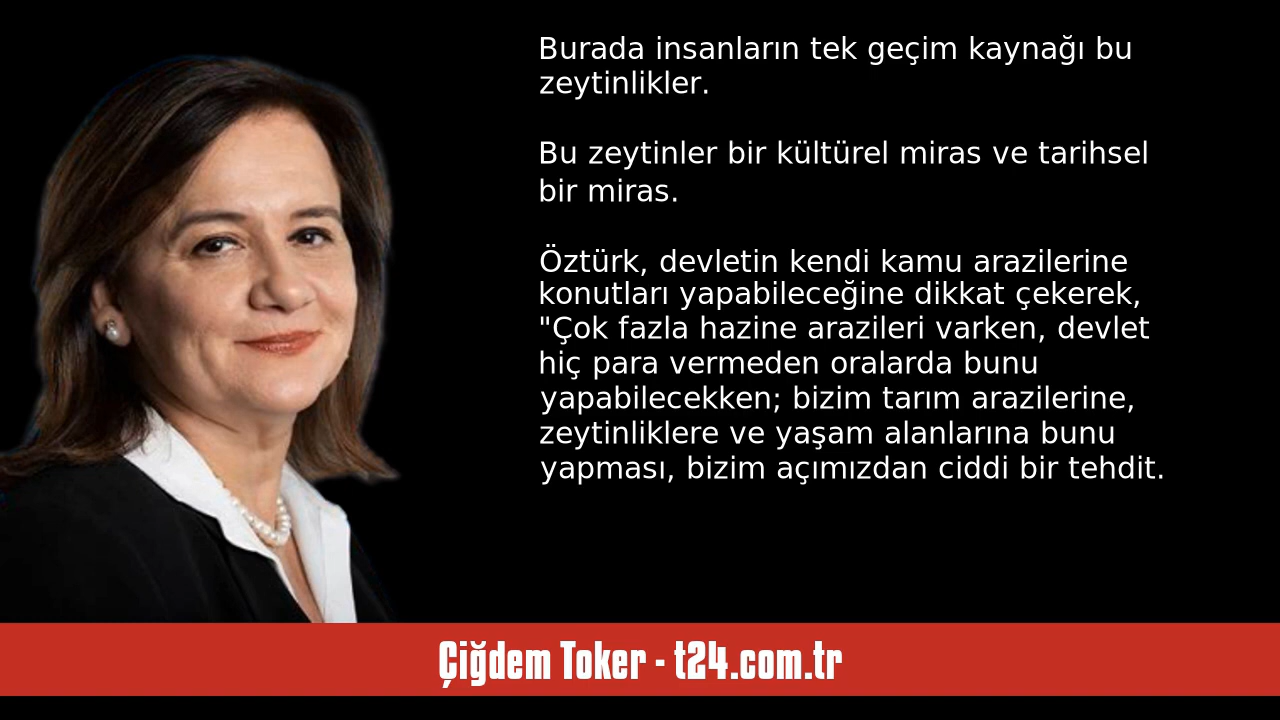 Burada insanların tek geçim kaynağı bu
zeytinlikler.
Bu zeytinler bir kültürel miras ve tarihsel
bir miras.
Öztürk, devletin kendi kamu arazilerine
konutları yapabileceğine dikkat çekerek,
"Çok fazla hazine arazileri varken, devlet
hiç para vermeden oralarda bunu
yapabilecekken; bizim tarım arazilerine,
zeytinliklere ve yaşam alanlarına bunu
yapması, bizim açımızdan ciddi bir tehdit.
Çiğdem Toker - t24.com.tr